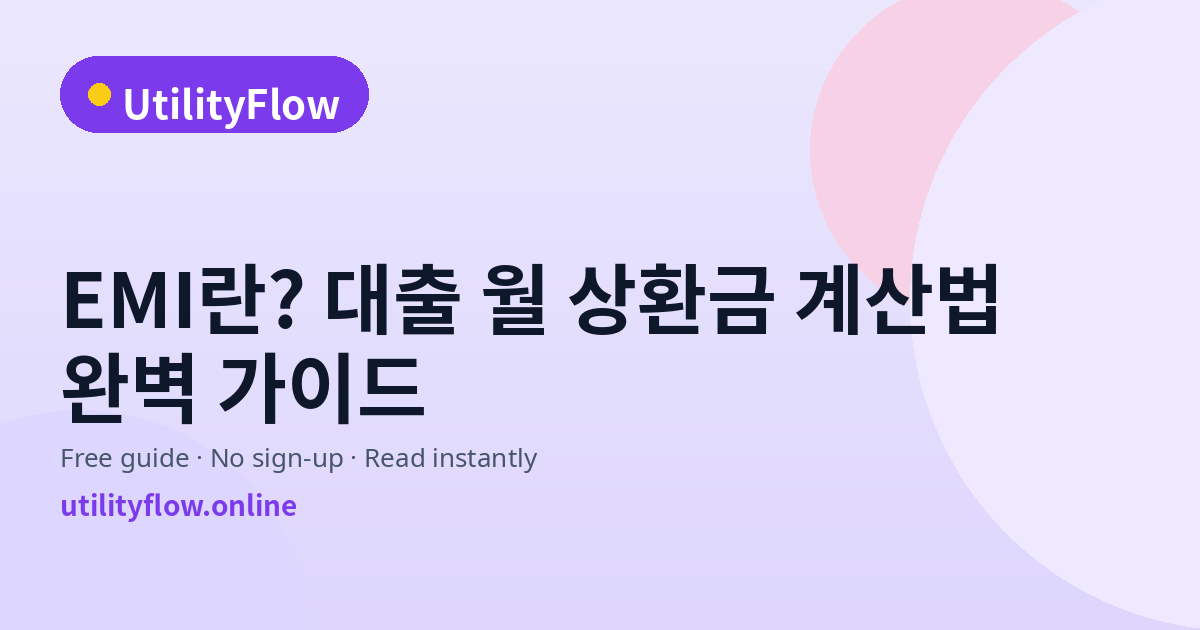 UtilityFlow
EMI란? 대출 월 상환금 계산법
완벽 가이드
Free guide · No sign-up · Read instantly
utilityflow.online